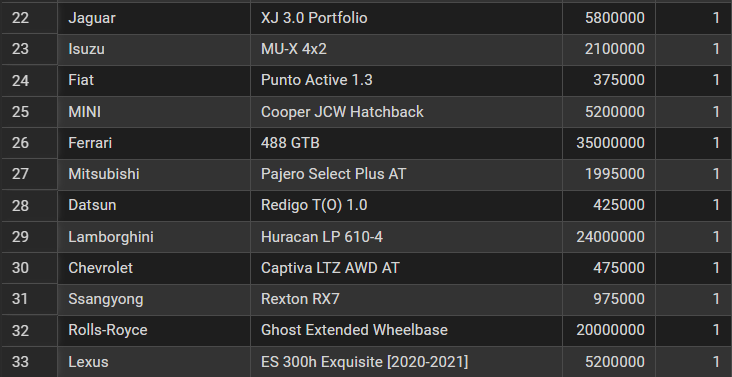 22 Jaguar XJ 3.0 Portfolio 5800000 1
23 Isuzu MU-X 4x2 2100000 1
24 Fiat Punto Active 1.3 375000 1
25 MINI Cooper JCW Hatchback 5200000 1
26 Ferrari 488 GTB 35000000 1
27 Mitsubishi Pajero Select Plus AT 1995000 1
28 Datsun Redigo T(O) 1.0 425000 1
29 Lamborghini Huracan LP 610-4 24000000 1
30 Chevrolet Captiva LTZ AWD AT 475000 1
31 Ssangyong Rexton RX7 975000 1
32 Rolls-Royce Ghost Extended Wheelbase 20000000 1
33 Lexus ES 300h Exquisite [2020-2021] 5200000 1